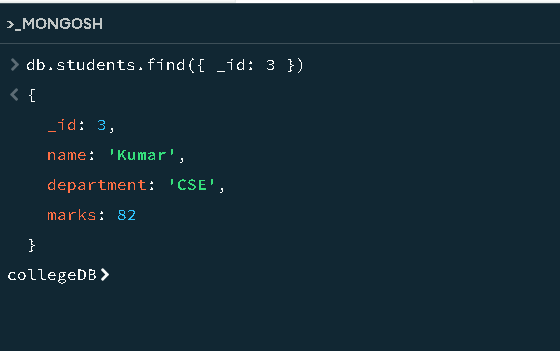 >_MONGOSH
> db.students.find({ _id: 3 })
< {
_id: 3,
name: 'Kumar',
department: 'CSE',
marks: 82
}
collegeDB>